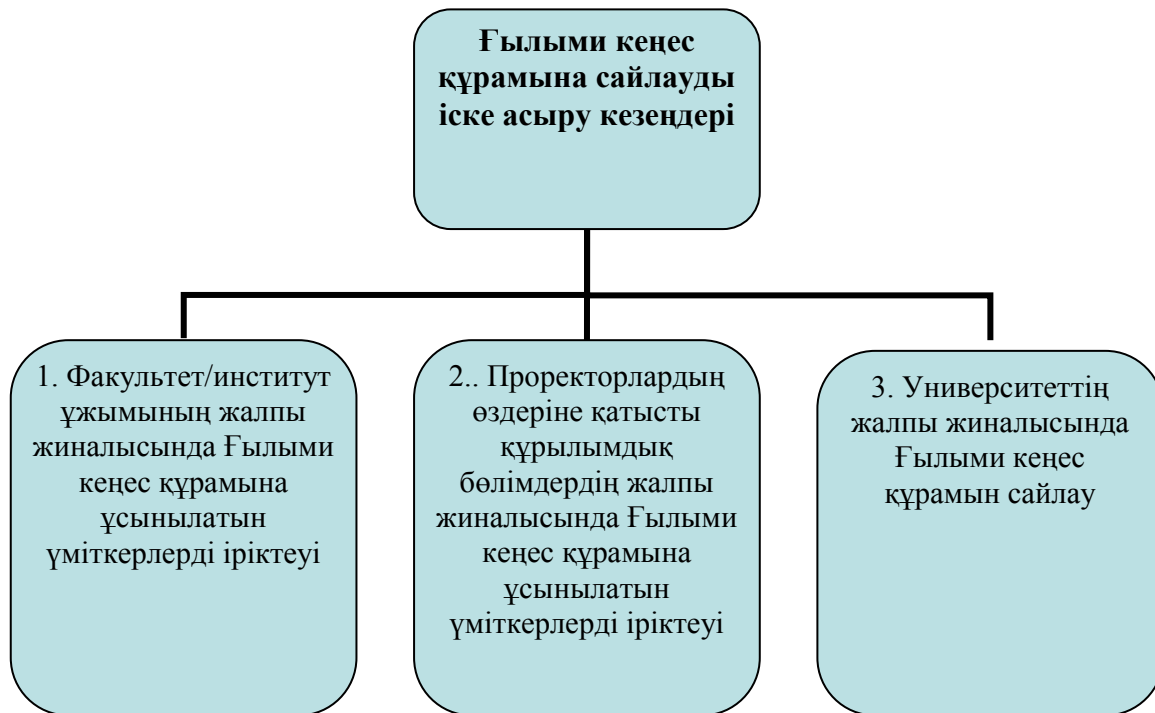 Ғылыми кеңес
құрамына сайлауды
іске асыру кезеңдері
1. Факультет/институт
ұжымының жалпы
жиналысында Ғылыми
кеңес құрамына
ұсынылатын
үміткерлерді іріктеуі
2.. Проректорлардың
өздеріне қатысты
құрылымдық
бөлімдердің жалпы
жиналысында Ғылыми
кеңес құрамына
ұсынылатын
үміткерлерді іріктеуі
3. Университеттің
жалпы жиналысында
Ғылыми кеңес
құрамын сайлау